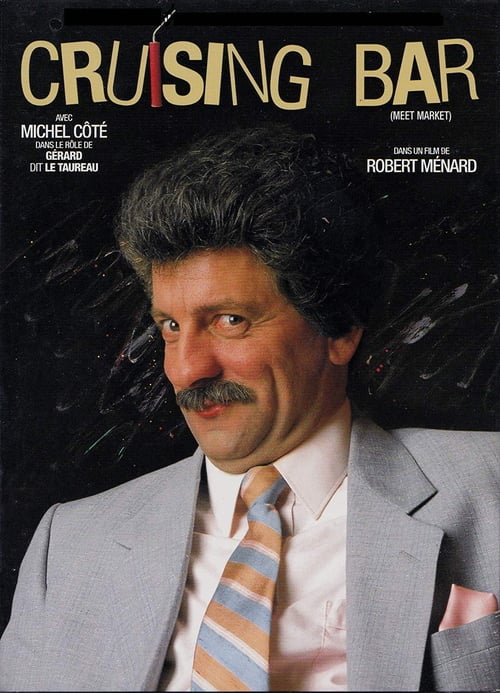 CRUISING BAR
(MEET MARKET)
AVEC
MICHEL CÔTÉ
DANS LE RÔLE DE
GÉRARD
DIT LE TAUREAU
DANS UN FILM DE
ROBERT MÉNARD